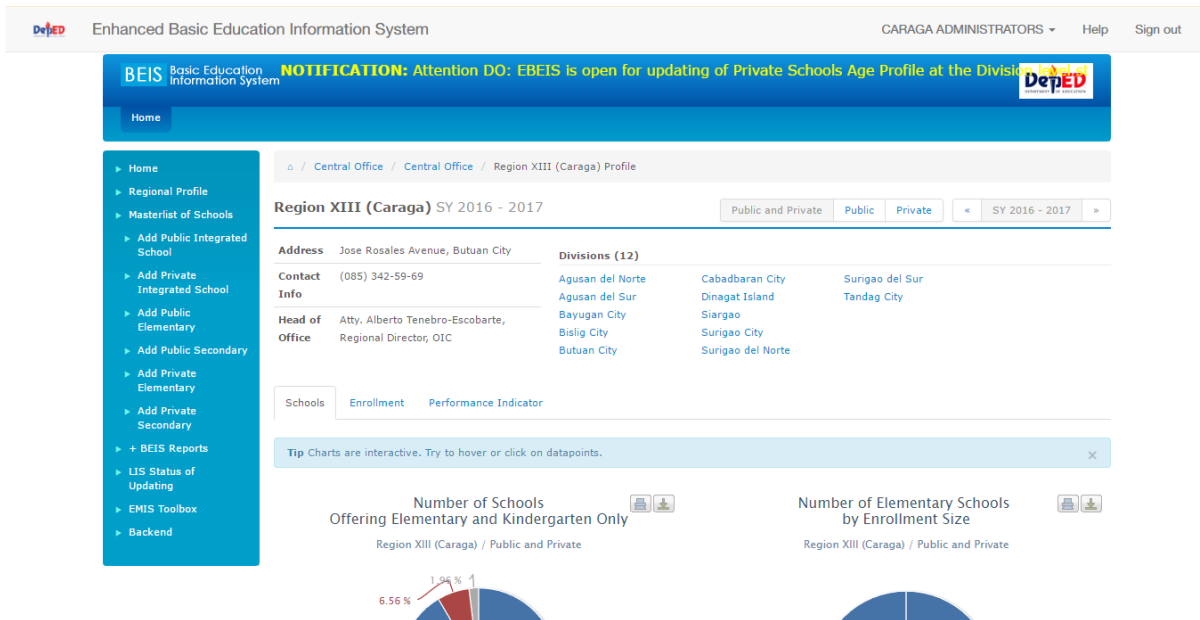 DepED Enhanced Basic Education Information System CARAGA ADMINISTRATORS Help Sign out
BEIS Basic Education Information System
NOTIFICATION: Attention DO: EBEIS is open for updating of Private Schools Age Profile at the Division
DepED
DEPARTMENT OF EDUCATION
Home
Home
Regional Profile
Masterlist of Schools
Add Public Integrated
School
Add Private
Integrated School
Add Public
Elementary
Add Public Secondary
Add Private
Elementary
Add Private
Secondary
+ BEIS Reports
LIS Status of
Updating
EMIS Toolbox
Backend
/ Central Office / Central Office / Region XIII (Caraga) Profile
Region XIII (Caraga) SY 2016 - 2017
Public and Private Public Private « SY 2016 - 2017 »
Address Jose Rosales Avenue, Butuan City
Contact Info (085) 342-59-69
Head of Office Atty. Alberto Tenebro-Escobarte,
Regional Director, OIC
Divisions (12)
Agusan del Norte Cabadbaran City Surigao del Sur
Agusan del Sur Dinagat Island Tandag City
Bayugan City Siargao
Bislig City Surigao City
Butuan City Surigao del Norte
Schools Enrollment Performance Indicator
Tip Charts are interactive. Try to hover or click on datapoints. ×
Number of Schools
Offering Elementary and Kindergarten Only
Region XIII (Caraga) / Public and Private
1.96 %
6.56 %
Number of Elementary Schools
by Enrollment Size
Region XIII (Caraga) / Public and Private